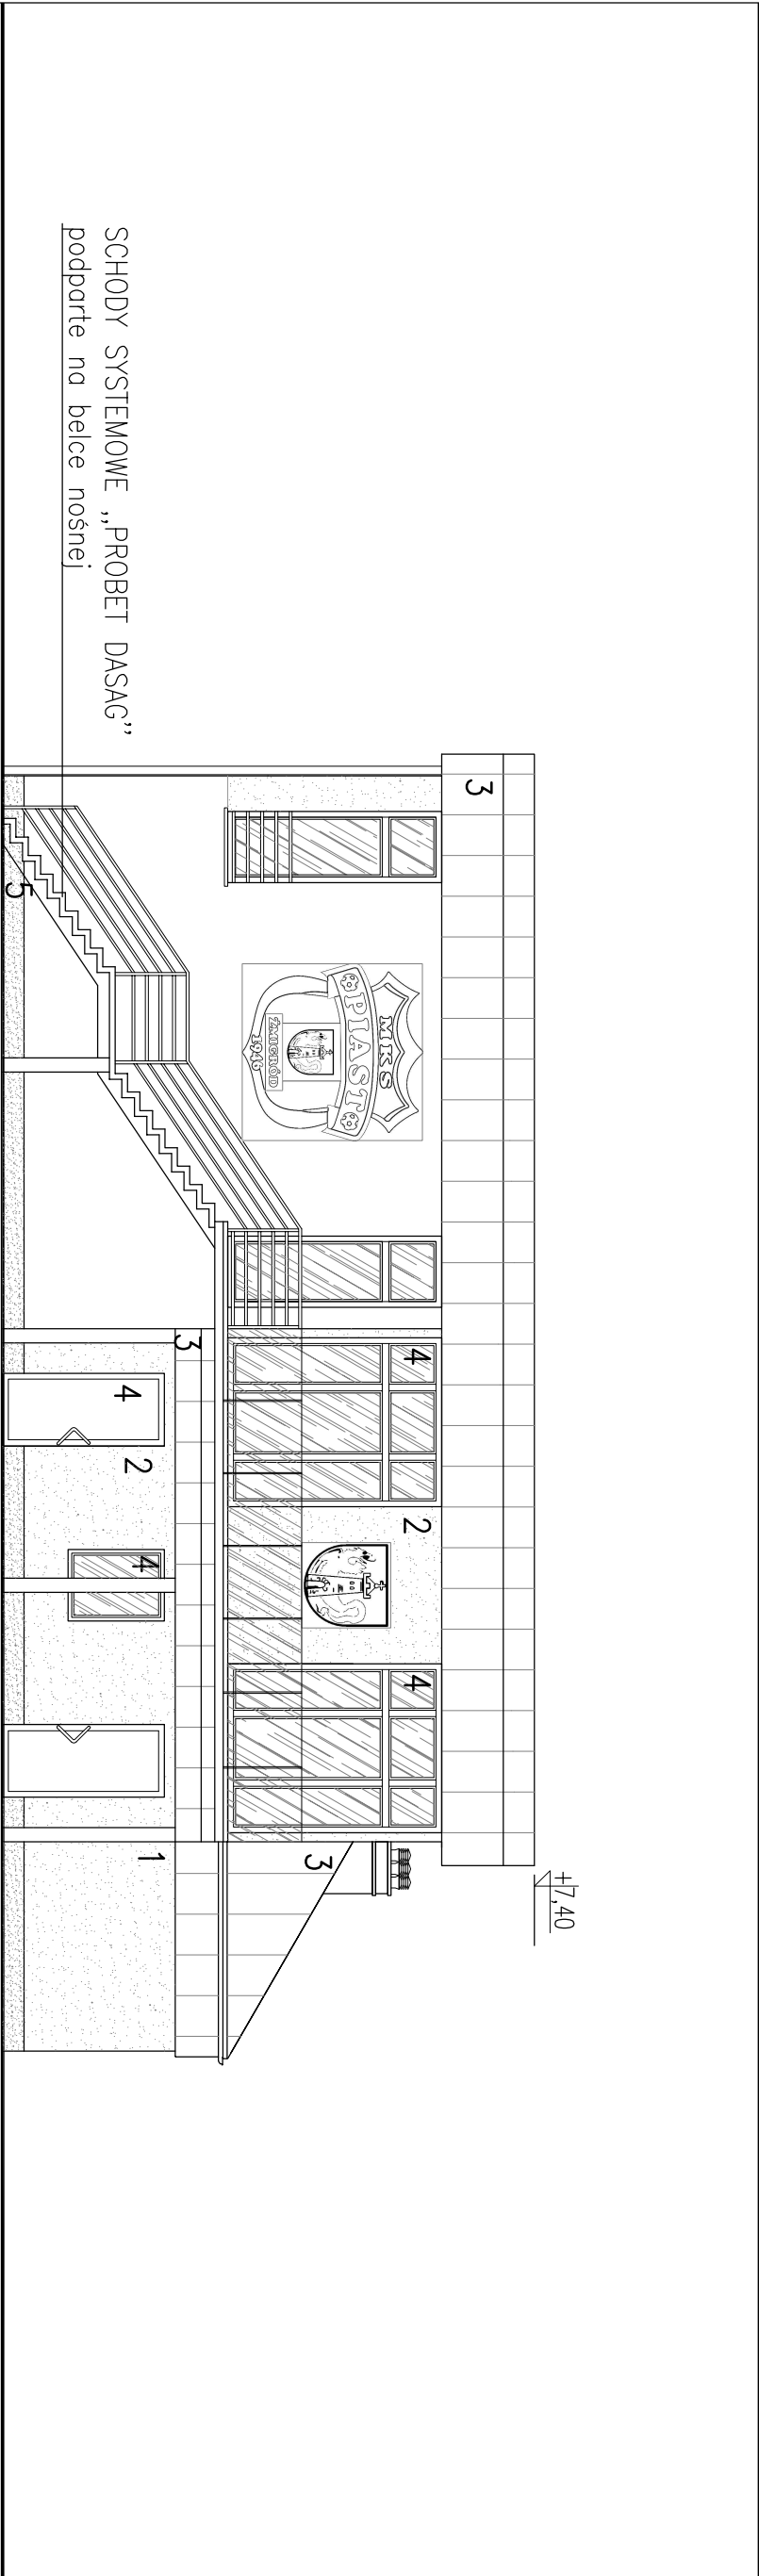 +7,40
3
MKS
PIAST
ŻMIGRÓD
1946
4
2
4
3
3
4
2
4
1
5
SCHODY SYSTEMOWE ,,PROBET DASAG''
podparte na belce nośnej